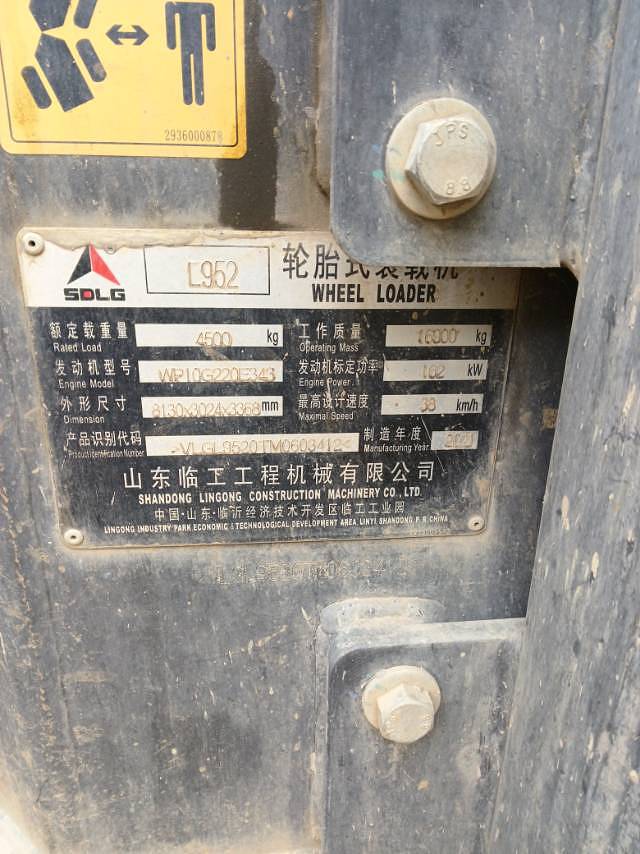 2936000878
JPS
8.8
SDLG
L952
轮胎式装载机
WHEEL LOADER
额定载重量 4500 kg
Rated Load
工作质量 16900 kg
Operating Mass
发动机型号 WP10G220E343
Engine Model
发动机标定功率 162 kW
Engine Power
外形尺寸 8130x3024x3368 mm
Dimension
最高设计速度 38 km/h
Maximal Speed
产品识别代码
Product Identification Number
制造年度
Manufacturing Year
山东临工工程机械有限公司
SHANDONG LINGONG CONSTRUCTION MACHINERY CO.,LTD.
中国·山东·临沂经济技术开发区临工工业园
LINGONG INDUSTRY PARK ECONOMIC & TECHNOLOGICAL DEVELOPMENT AREA LINYI SHANDONG P.R.CHINA